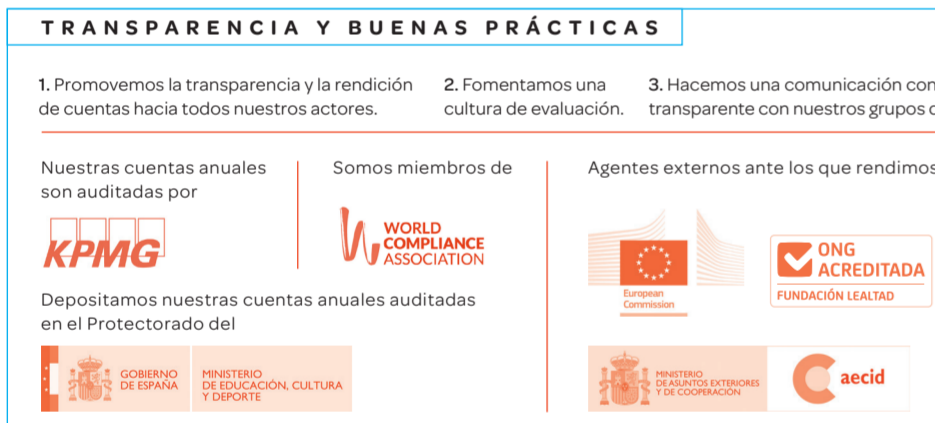 TRANSPARENCIA Y BUENAS PRÁCTICAS
1. Promovemos la transparencia y la rendición
de cuentas hacia todos nuestros actores.
2. Fomentamos una
cultura de evaluación.
3. Hacemos una comunicación con
transparente con nuestros grupos
Nuestras cuentas anuales
son auditadas por
KPMG
Somos miembros de
WORLD
COMPLIANCE
ASSOCIATION
Depositamos nuestras cuentas anuales auditadas
en el Protectorado del
GOBIERNO
DE ESPAÑA
MINISTERIO
DE EDUCACIÓN, CULTURA
Y DEPORTE
Agentes externos ante los que rendimos
European
Commission
ONG
ACREDITADA
FUNDACIÓN LEALTAD
MINISTERIO
DE ASUNTOS EXTERIORES
Y DE COOPERACIÓN
aecid